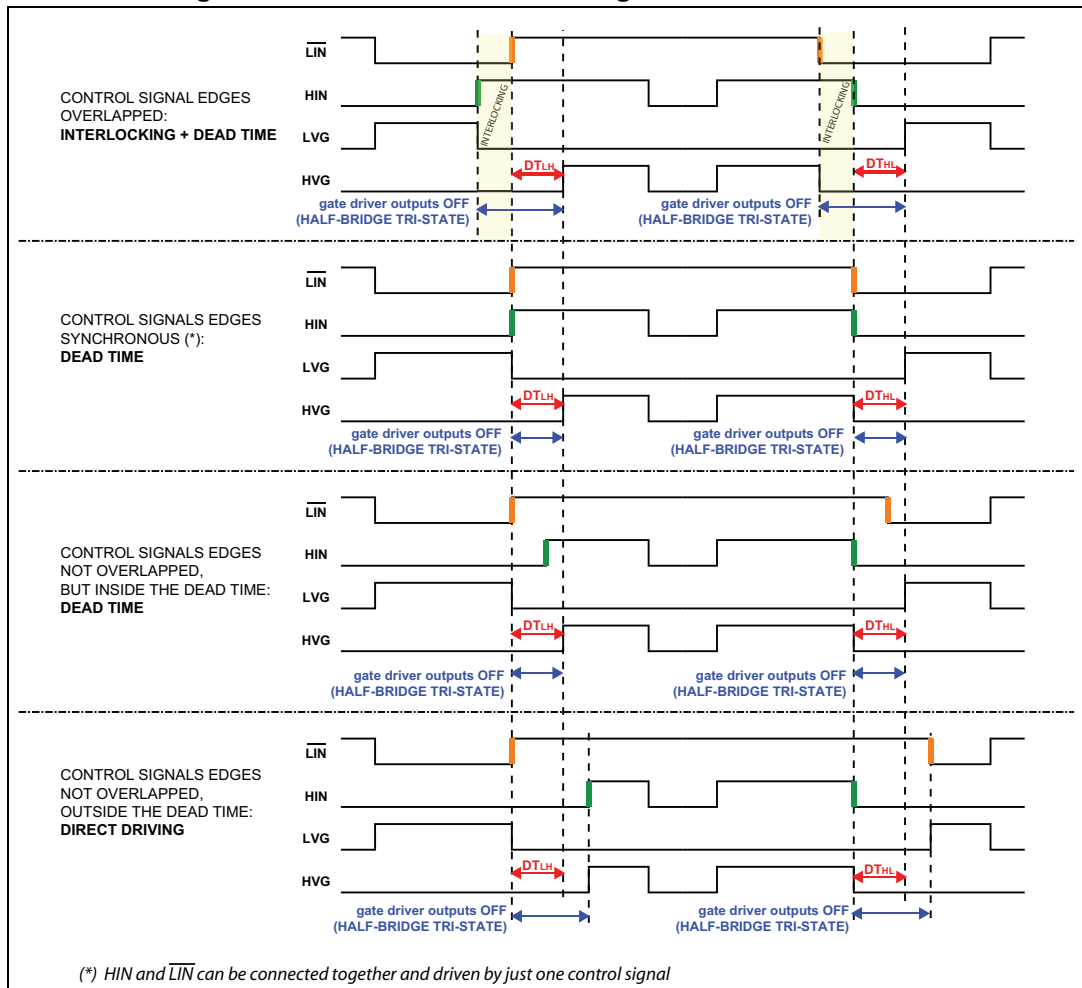 LIN
HIN
LVG
HVG
CONTROL SIGNAL EDGES
OVERLAPPED:
INTERLOCKING + DEAD TIME
INTERLOCKING
INTERLOCKING
DTLH
DTHL
gate driver outputs OFF
(HALF-BRIDGE TRI-STATE)
gate driver outputs OFF
(HALF-BRIDGE TRI-STATE)
LIN
HIN
LVG
HVG
CONTROL SIGNALS EDGES
SYNCHRONOUS (*):
DEAD TIME
DTLH
DTHL
gate driver outputs OFF
(HALF-BRIDGE TRI-STATE)
gate driver outputs OFF
(HALF-BRIDGE TRI-STATE)
LIN
HIN
LVG
HVG
CONTROL SIGNALS EDGES
NOT OVERLAPPED,
BUT INSIDE THE DEAD TIME:
DEAD TIME
DTLH
DTHL
gate driver outputs OFF
(HALF-BRIDGE TRI-STATE)
gate driver outputs OFF
(HALF-BRIDGE TRI-STATE)
LIN
HIN
LVG
HVG
CONTROL SIGNALS EDGES
NOT OVERLAPPED,
OUTSIDE THE DEAD TIME:
DIRECT DRIVING
DTLH
DTHL
gate driver outputs OFF
(HALF-BRIDGE TRI-STATE)
gate driver outputs OFF
(HALF-BRIDGE TRI-STATE)
(*) HIN and LIN can be connected together and driven by just one control signal